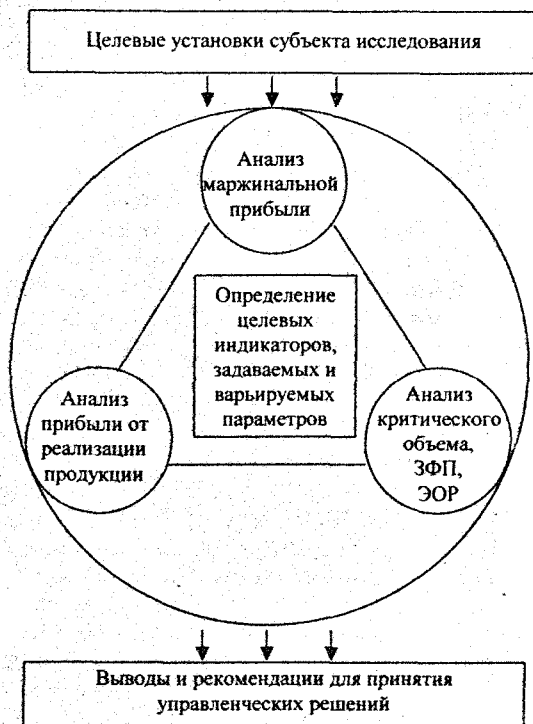 Целевые установки субъекта исследования
Анализ
маржинальной
прибыли
Определение
целевых
индикаторов,
задаваемых и
варьируемых
параметров
Анализ
прибыли от
реализации
продукции
Анализ
критического
объема,
ЗФП,
ЭОР
Выводы и рекомендации для принятия
управленческих решений